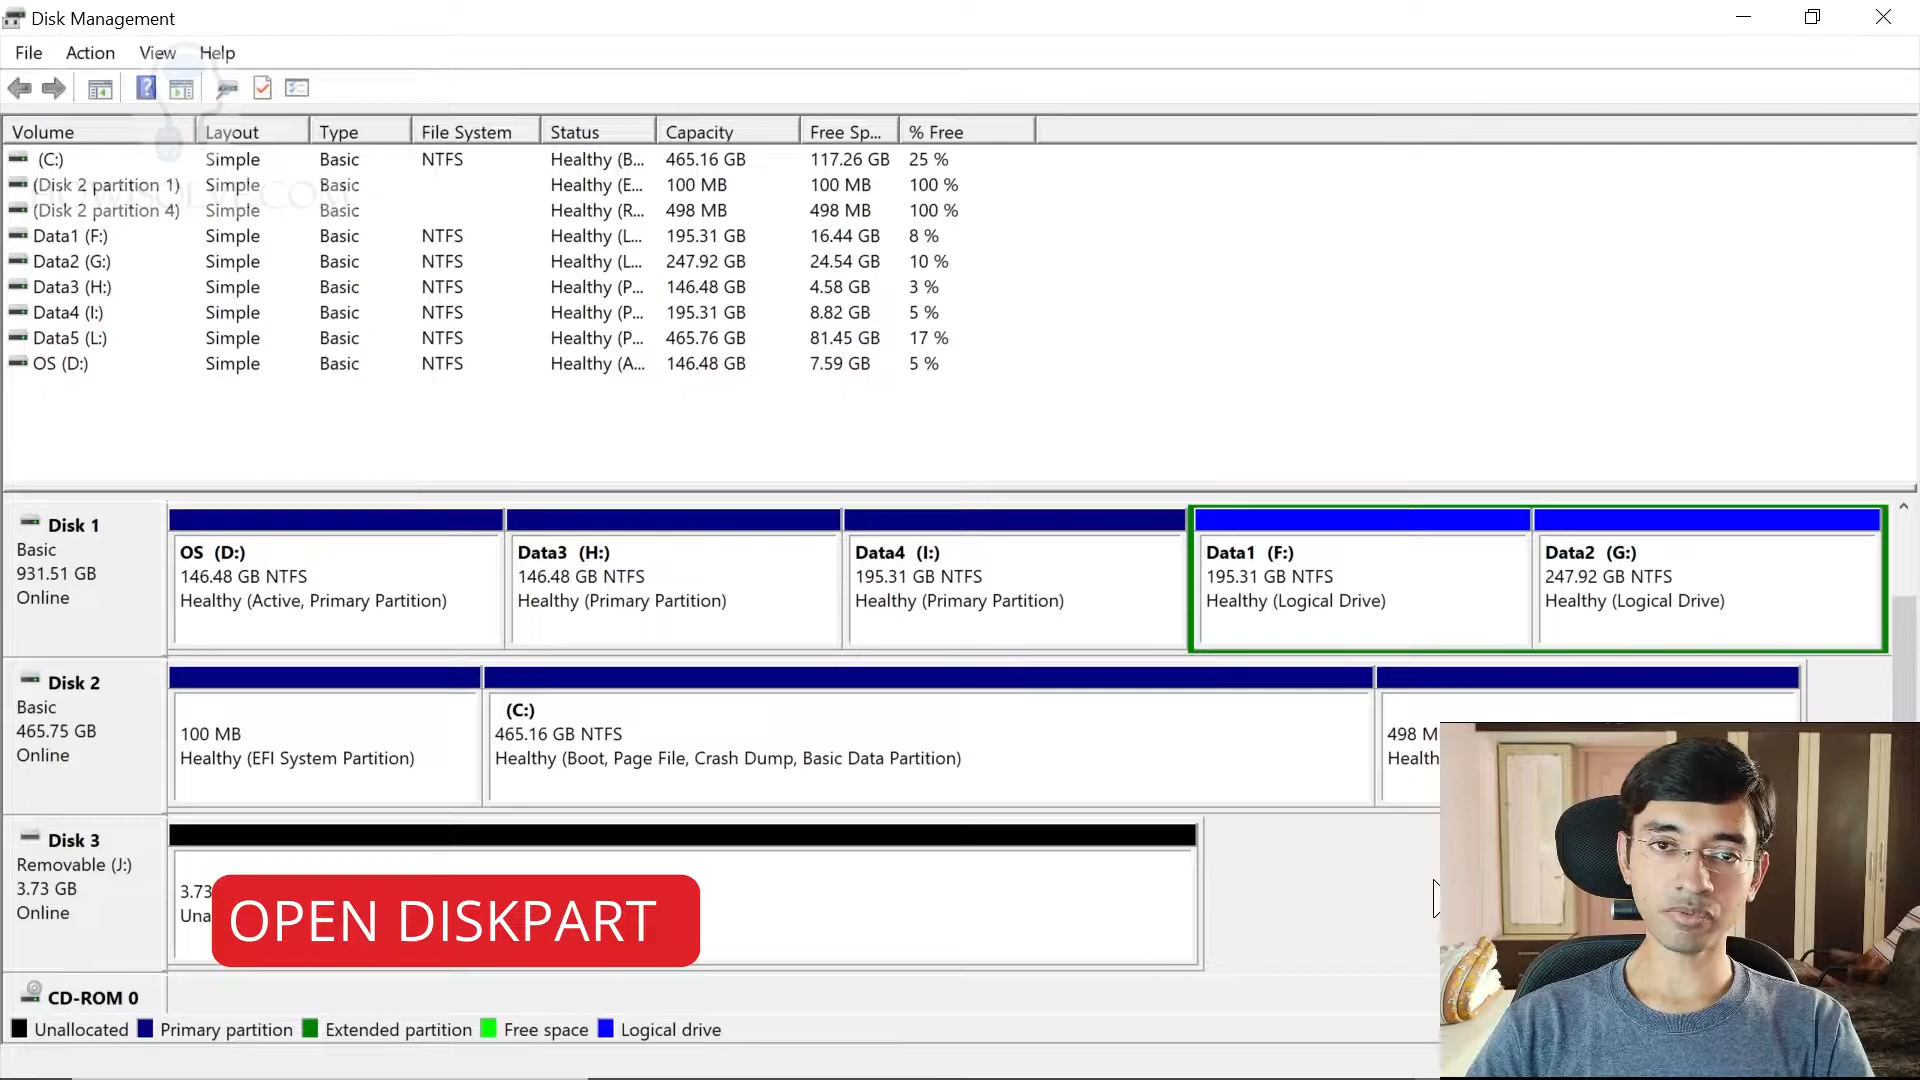 Disk Management
File Action View Help
Volume Layout Type File System Status Capacity Free Sp... % Free
(C:) Simple Basic NTFS Healthy (B... 465.16 GB 117.26 GB 25 %
(Disk 2 partition 1) Simple Basic Healthy (E... 100 MB 100 MB 100 %
(Disk 2 partition 4) Simple Basic Healthy (R... 498 MB 498 MB 100 %
Data1 (F:) Simple Basic NTFS Healthy (L... 195.31 GB 16.44 GB 8 %
Data2 (G:) Simple Basic NTFS Healthy (L... 247.92 GB 24.54 GB 10 %
Data3 (H:) Simple Basic NTFS Healthy (P... 146.48 GB 4.58 GB 3 %
Data4 (I:) Simple Basic NTFS Healthy (P... 195.31 GB 8.82 GB 5 %
Data5 (L:) Simple Basic NTFS Healthy (P... 465.76 GB 81.45 GB 17 %
OS (D:) Simple Basic NTFS Healthy (A... 146.48 GB 7.59 GB 5 %
Disk 1
Basic
931.51 GB
Online
OS (D:)
146.48 GB NTFS
Healthy (Active, Primary Partition)
Data3 (H:)
146.48 GB NTFS
Healthy (Primary Partition)
Data4 (I:)
195.31 GB NTFS
Healthy (Primary Partition)
Data1 (F:)
195.31 GB NTFS
Healthy (Logical Drive)
Data2 (G:)
247.92 GB NTFS
Healthy (Logical Drive)
Disk 2
Basic
465.75 GB
Online
100 MB
Healthy (EFI System Partition)
(C:)
465.16 GB NTFS
Healthy (Boot, Page File, Crash Dump, Basic Data Partition)
498 M
Health
Disk 3
Removable (J:)
3.73 GB
Online
3.73
Una
OPEN DISKPART
CD-ROM 0
Unallocated Primary partition Extended partition Free space Logical drive